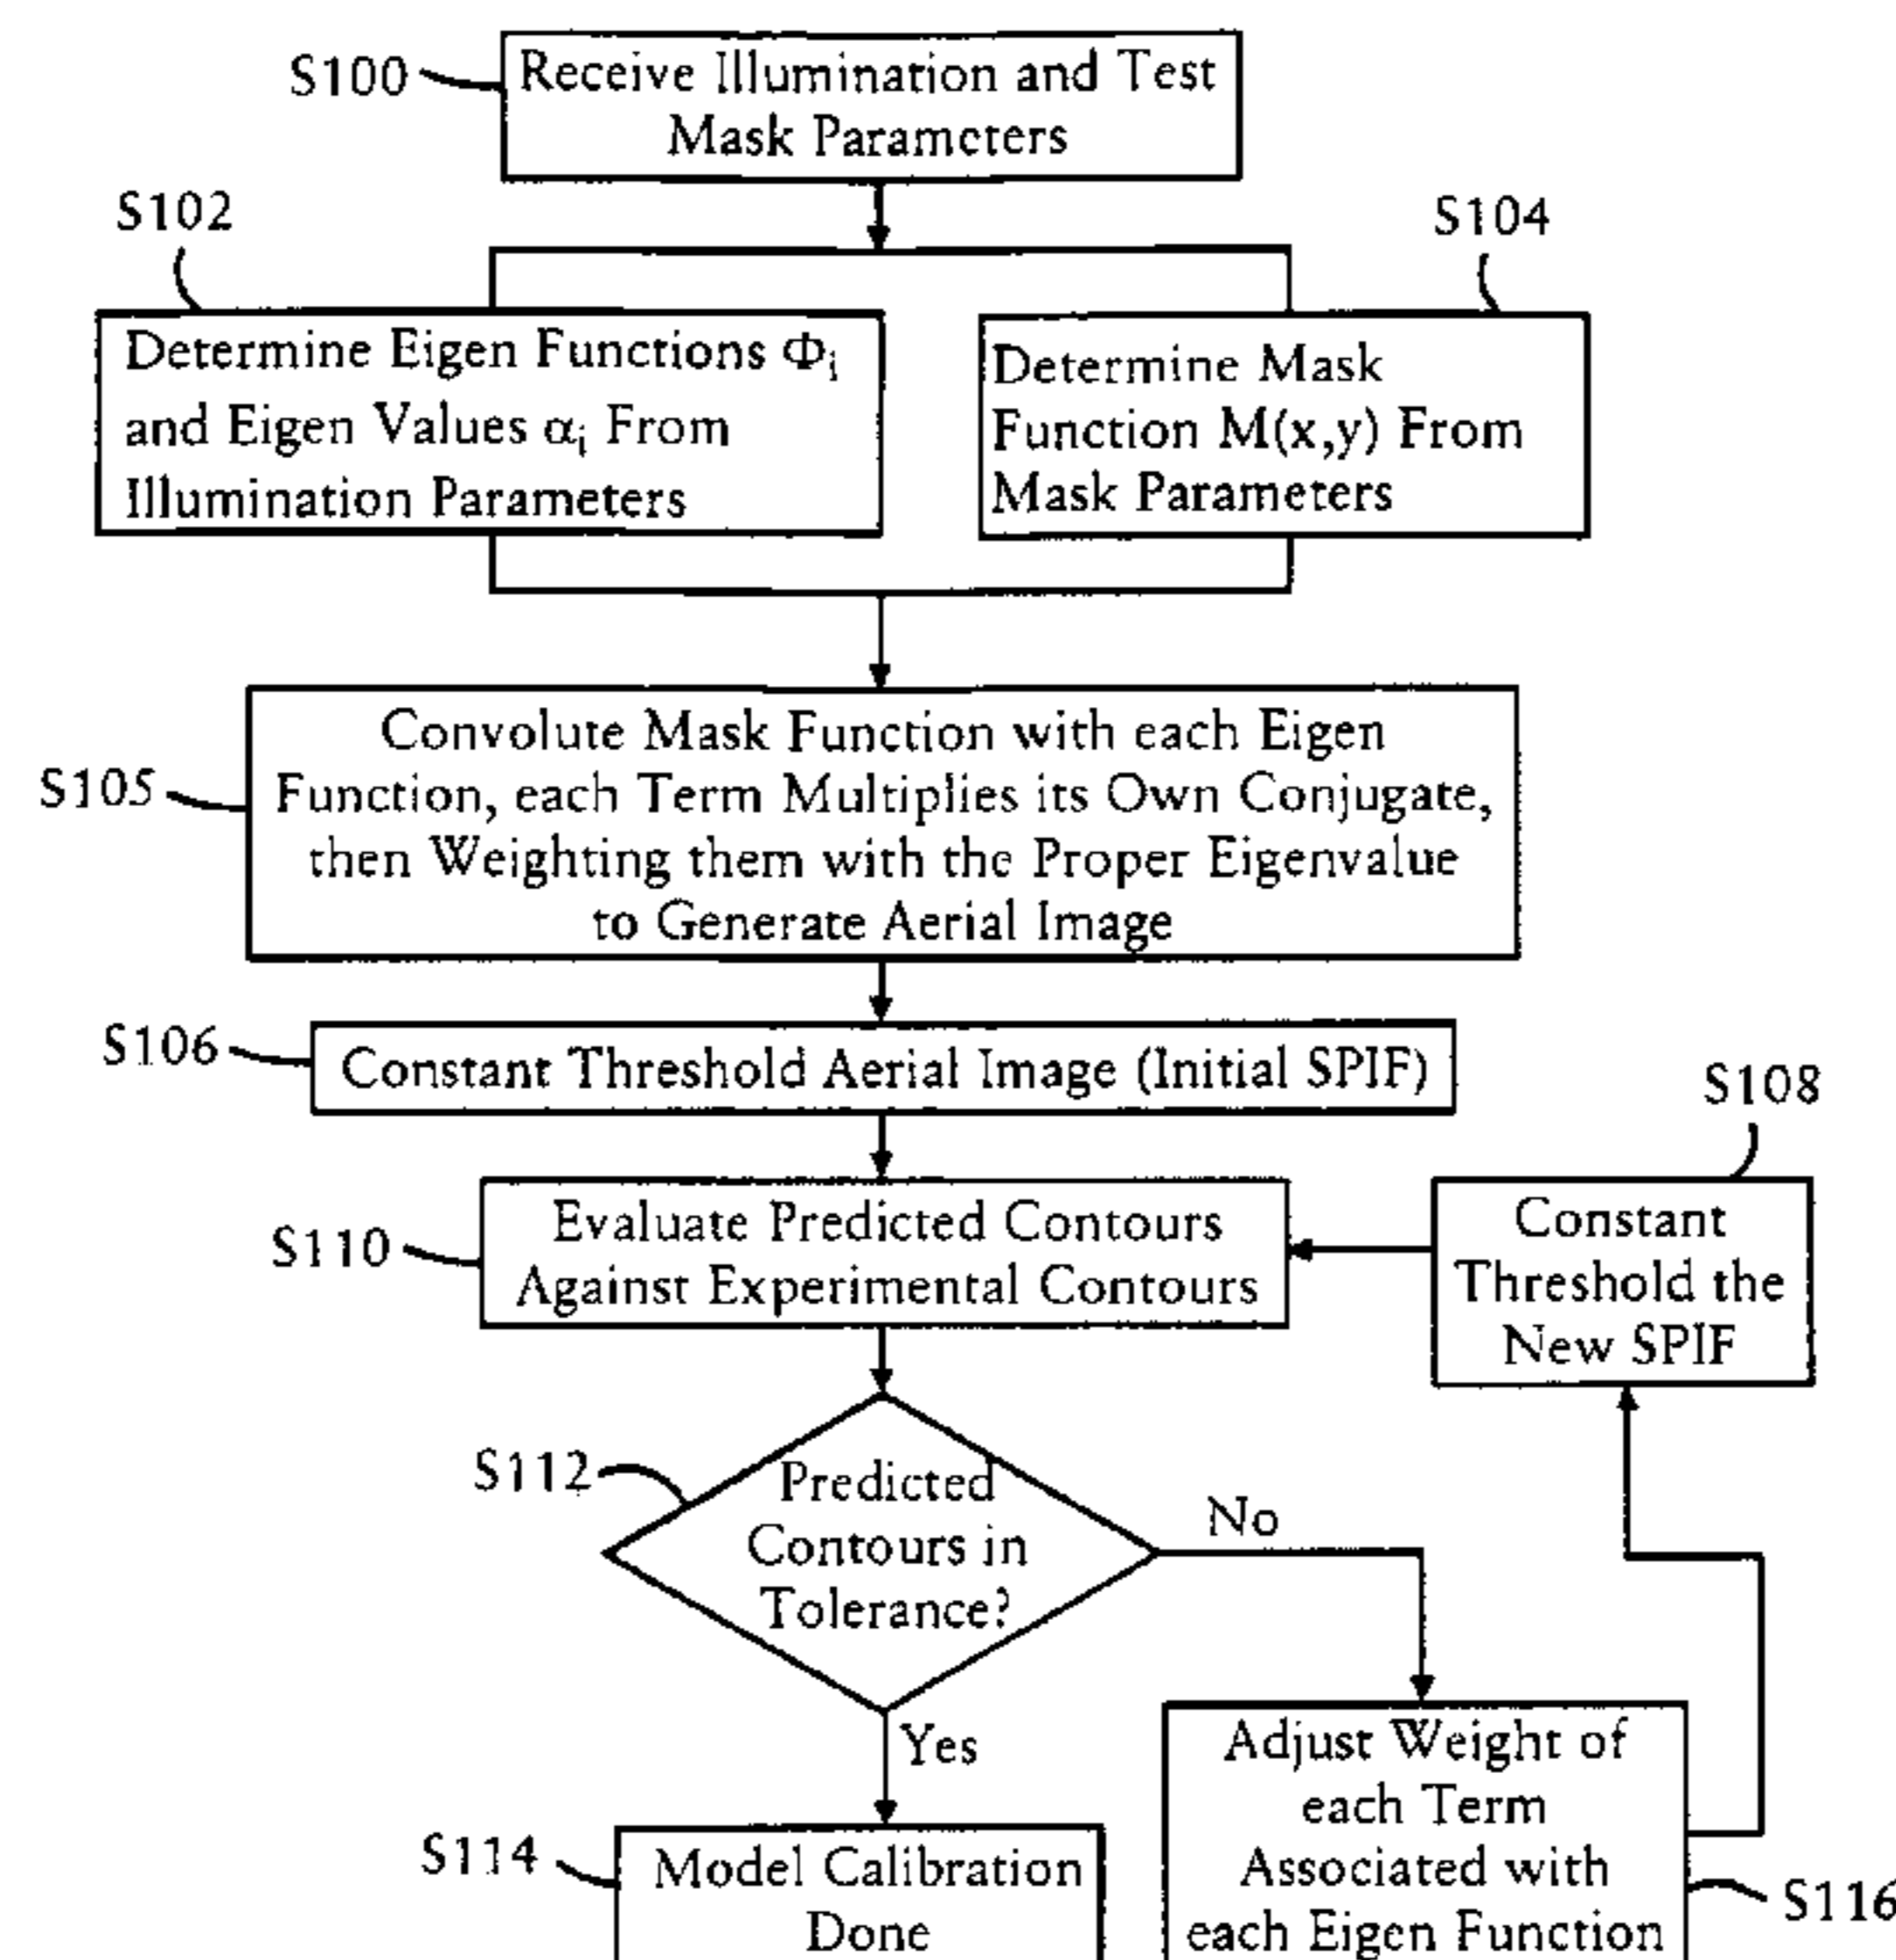 S100
Receive Illumination and Test
Mask Parameters
S102
S104
Determine Eigen Functions Φi
and Eigen Values αi From
Illumination Parameters
Determine Mask
Function M(x,y) From
Mask Parameters
S105
Convolute Mask Function with each Eigen
Function, each Term Multiplies its Own Conjugate,
then Weighting them with the Proper Eigenvalue
to Generate Aerial Image
S106
Constant Threshold Aerial Image (Initial SPIF)
S108
S110
Evaluate Predicted Contours
Against Experimental Contours
Constant
Threshold the
New SPIF
S112
Predicted
Contours in
Tolerance?
No
Yes
S114
Model Calibration
Done
Adjust Weight of
each Term
Associated with
each Eigen Function
S116